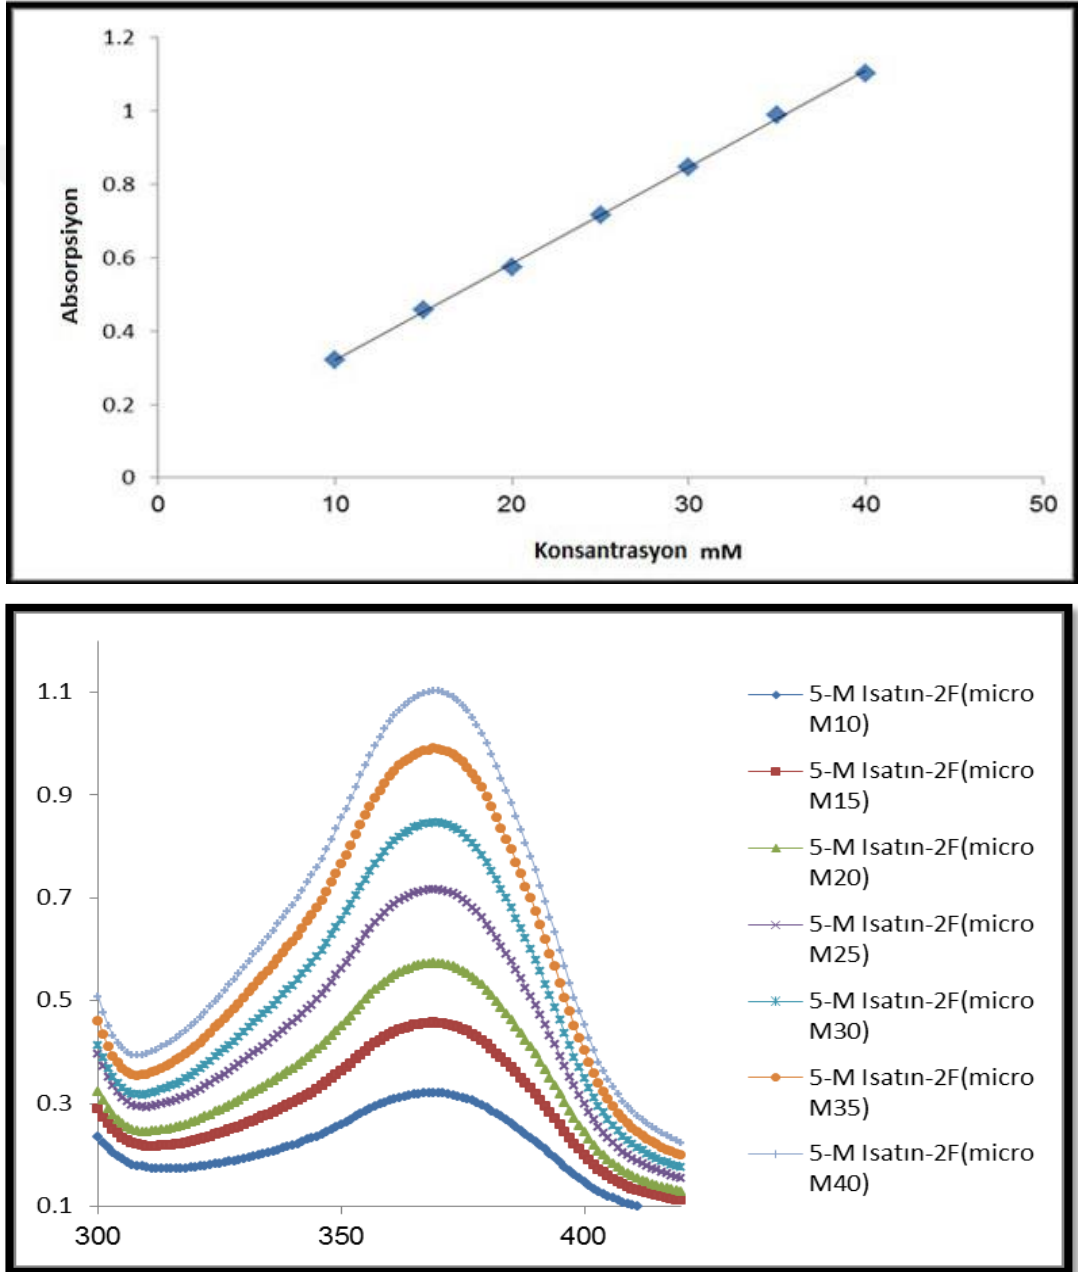 1.2
1
0.8
0.6
0.4
0.2
0
Absorpsiyon
0 10 20 30 40 50
Konsantrasyon mM
1.1
0.9
0.7
0.5
0.3
0.1
300 350 400
5-M Isatın-2F(micro
M10)
5-M Isatın-2F(micro
M15)
5-M Isatın-2F(micro
M20)
5-M Isatın-2F(micro
M25)
5-M Isatın-2F(micro
M30)
5-M Isatın-2F(micro
M35)
5-M Isatın-2F(micro
M40)